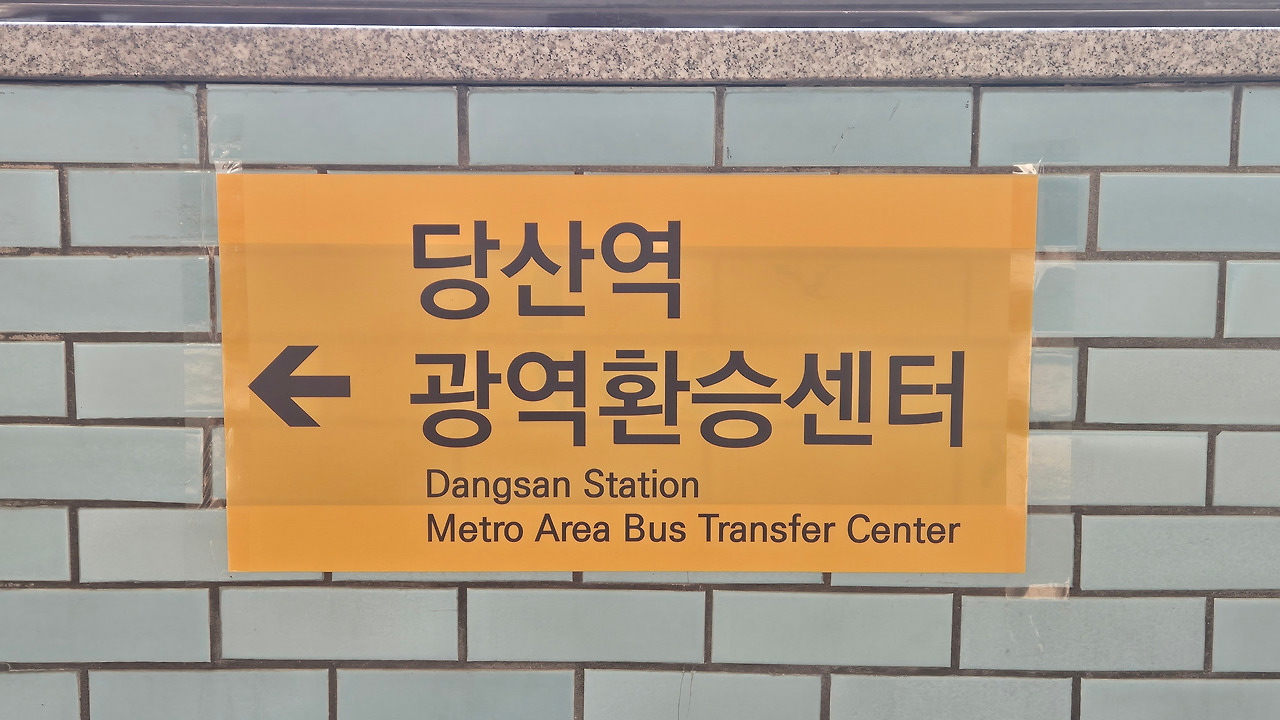 당산역
광역환승센터
Dangsan Station
Metro Area Bus Transfer Center